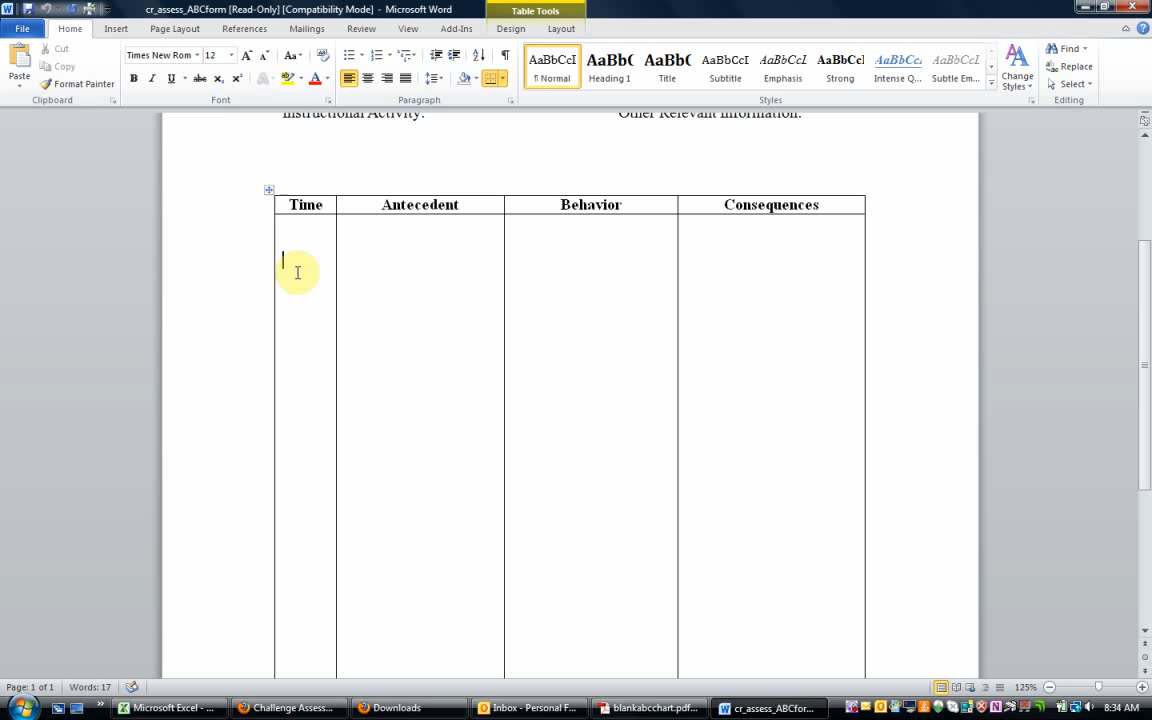 cr_assess_ABCform [Read-Only] [Compatibility Mode] - Microsoft Word
Table Tools
File Home Insert Page Layout References Mailings Review View Add-Ins Design Layout
Paste
Cut
Copy
Format Painter
Clipboard
Times New Rom 12
Font
Paragraph
AaBbCcI AaBb( AaBb( AaBbCcI AaBbCcI AaBbCc AaBbCc. AaBbCc
¶ Normal Heading 1 Title Subtitle Emphasis Strong Intense Q... Subtle Em...
Styles
Change Styles
Find
Replace
Select
Editing
Instructional Activity: Other Relevant Information:
Time Antecedent Behavior Consequences
Page: 1 of 1 Words: 17 125%
Microsoft Excel - ... Challenge Assess... Downloads Inbox - Personal F... blankabcchart.pdf... cr_assess_ABCfor... 8:34 AM